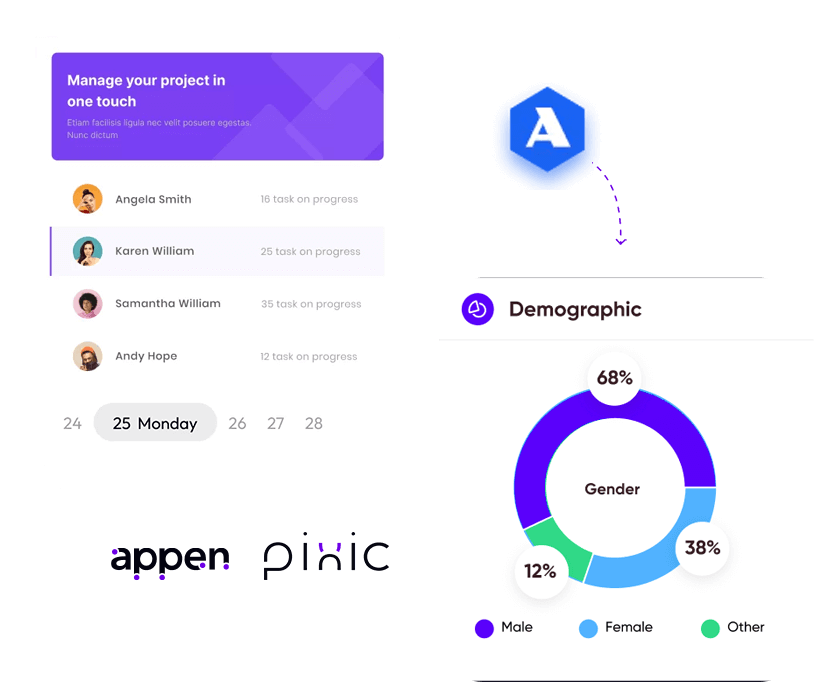 Manage your project in
one touch
Etiam facilisis ligula nec velit posuere egestas.
Nunc dictum
Angela Smith 16 task on progress
Karen William 25 task on progress
Samantha William 35 task on progress
Andy Hope 12 task on progress
24 25 Monday 26 27 28
appen pixic
A
Demographic
68%
Gender
38%
12%
Male Female Other